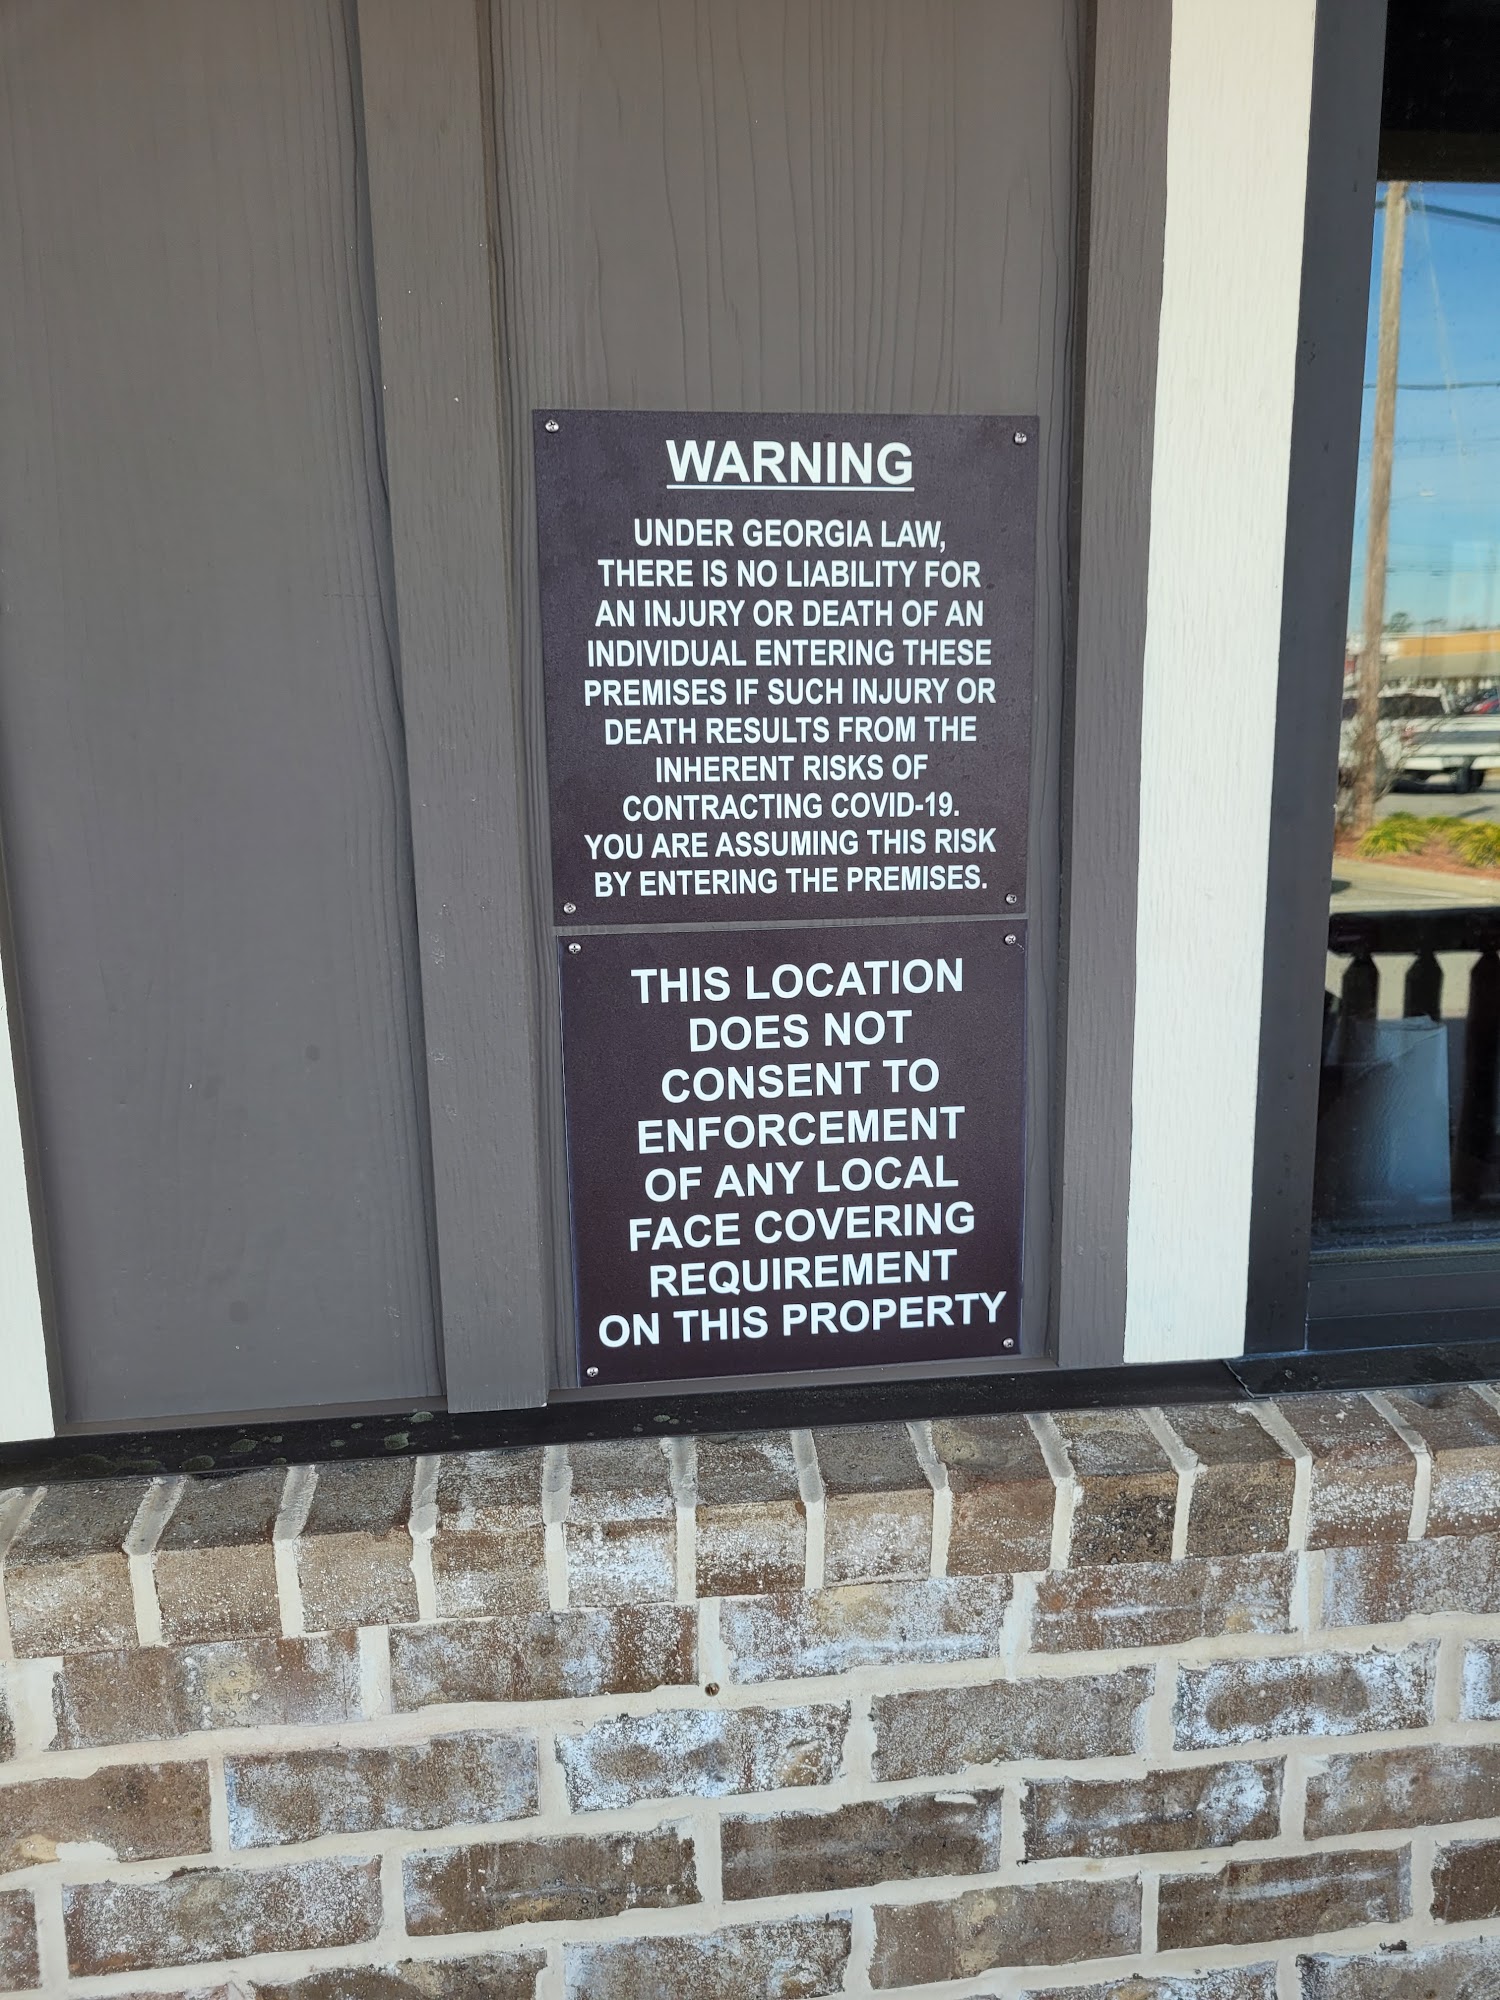 WARNING
UNDER GEORGIA LAW,
THERE IS NO LIABILITY FOR
AN INJURY OR DEATH OF AN
INDIVIDUAL ENTERING THESE
PREMISES IF SUCH INJURY OR
DEATH RESULTS FROM THE
INHERENT RISKS OF
CONTRACTING COVID-19.
YOU ARE ASSUMING THIS RISK
BY ENTERING THE PREMISES.
THIS LOCATION
DOES NOT
CONSENT TO
ENFORCEMENT
OF ANY LOCAL
FACE COVERING
REQUIREMENT
ON THIS PROPERTY